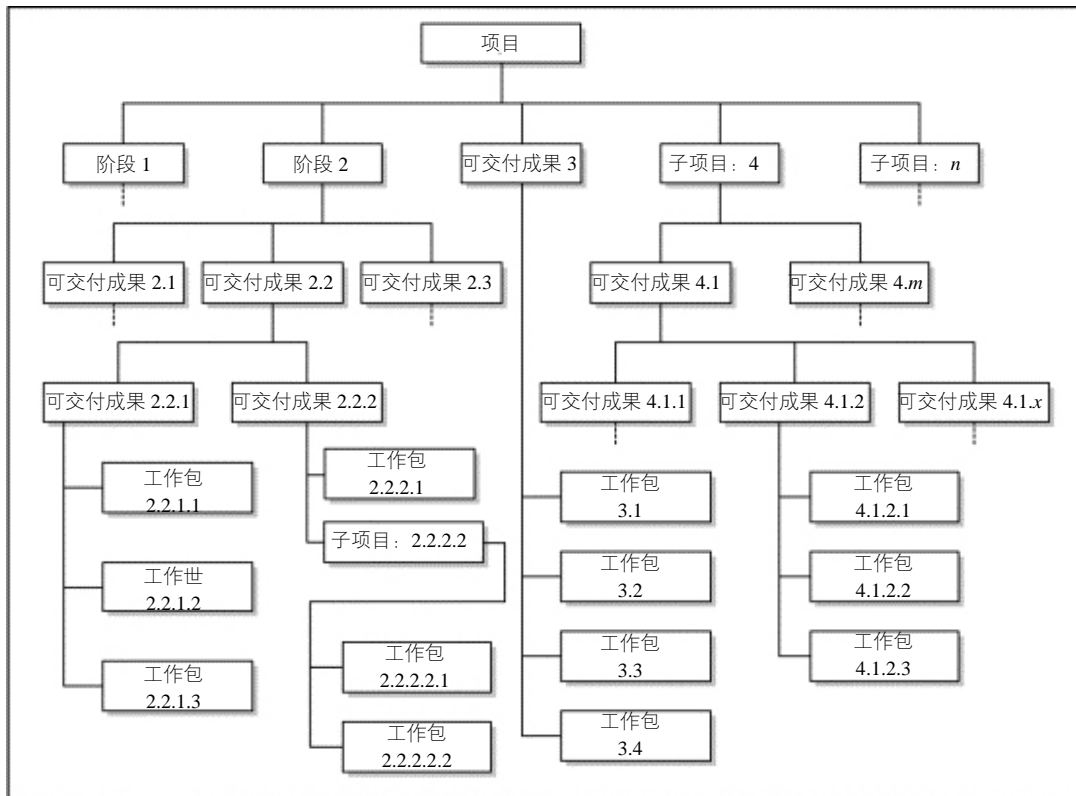 项目
阶段 1
阶段 2
可交付成果 3
子项目：4
子项目：n
可交付成果 2.1
可交付成果 2.2
可交付成果 2.3
可交付成果 4.1
可交付成果 4.m
可交付成果 2.2.1
可交付成果 2.2.2
可交付成果 4.1.1
可交付成果 4.1.2
可交付成果 4.1.x
工作包
2.2.1.1
工作世
2.2.1.2
工作包
2.2.1.3
工作包
2.2.2.1
子项目：2.2.2.2
工作包
2.2.2.2.1
工作包
2.2.2.2.2
工作包
3.1
工作包
3.2
工作包
3.3
工作包
3.4
工作包
4.1.2.1
工作包
4.1.2.2
工作包
4.1.2.3